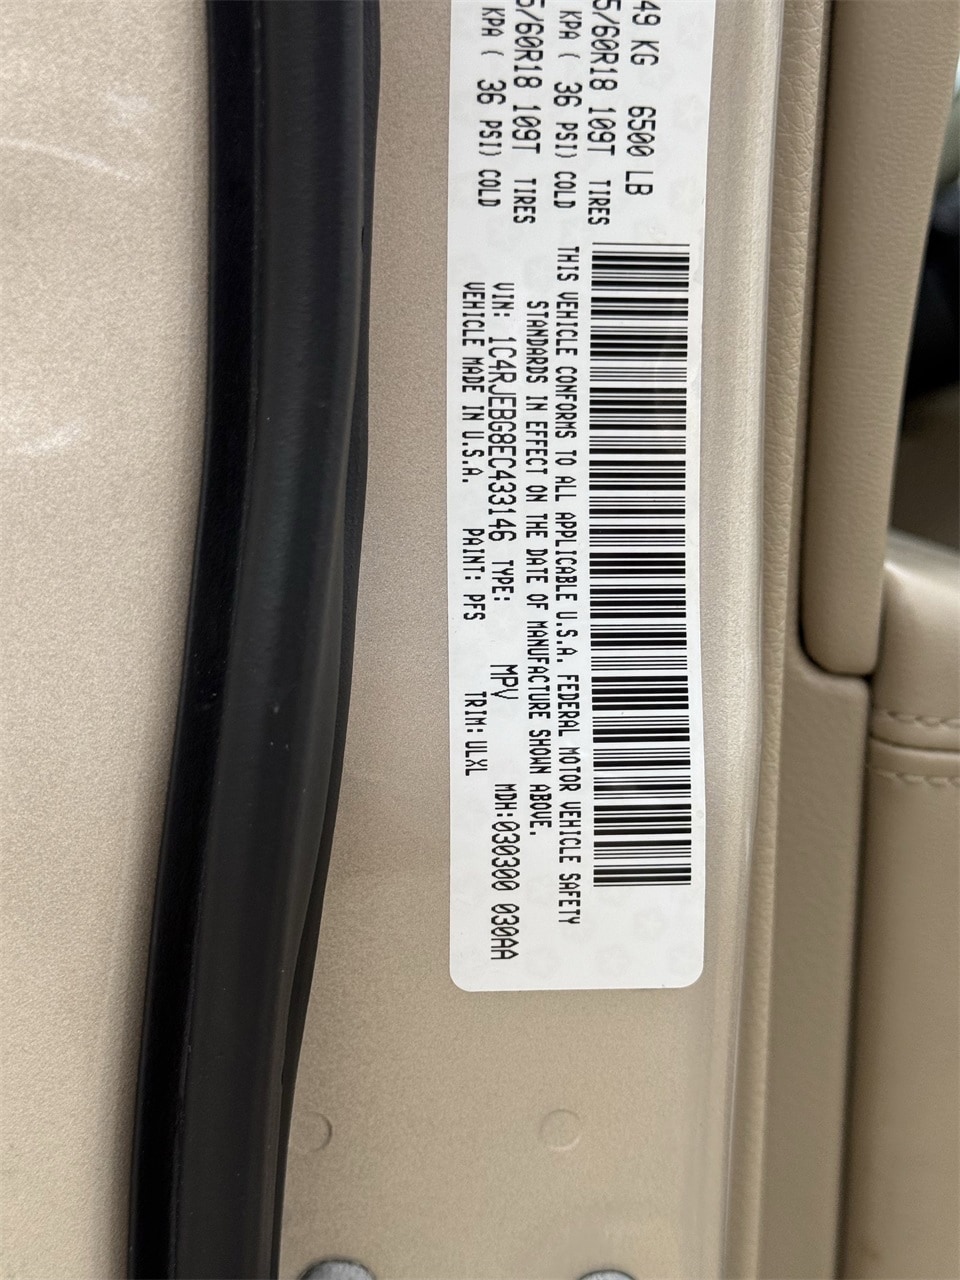 49 KG 6500 LB
5/60R18 109T TIRES
KPA ( 36 PSI) COLD
5/60R18 109T TIRES
KPA ( 36 PSI) COLD
THIS VEHICLE CONFORMS TO ALL APPLICABLE U.S.A. FEDERAL MOTOR VEHICLE SAFETY
STANDARDS IN EFFECT ON THE DATE OF MANUFACTURE SHOWN ABOVE.
VIN: 1C4RJEBG8EC433146 TYPE: MPV MDH:030300 030AA
VEHICLE MADE IN U.S.A. PAINT: PFS TRIM: ULXL